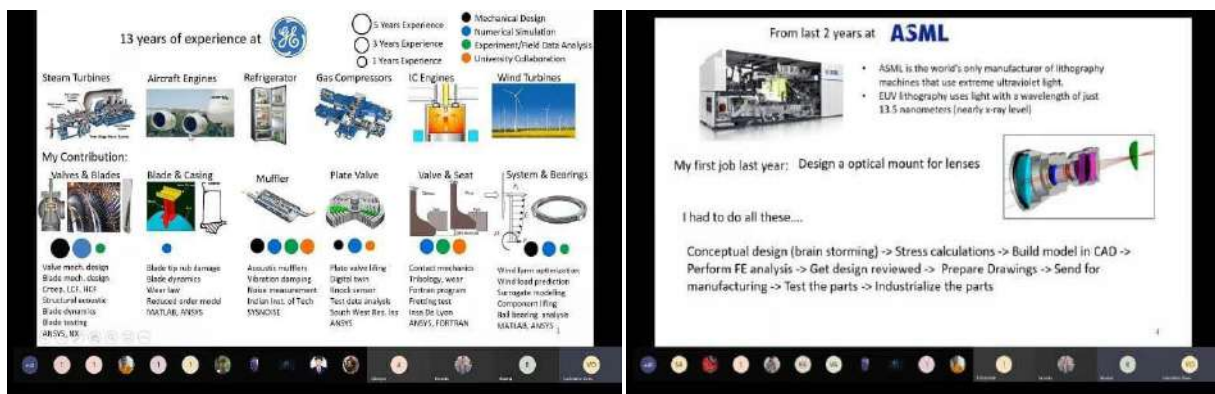 13 years of experience at
5 Years Experience
3 Years Experience
1 Years Experience
Mechanical Design
Numerical Simulation
Experiment/Field Data Analysis
University Collaboration
Steam Turbines
Aircraft Engines
Refrigerator
Gas Compressors
IC Engines
Wind Turbines
My Contribution:
Valves & Blades
Blade & Casing
Muffler
Plate Valve
Valve & Seat
System & Bearings
Valve mech. design
Blade mech. design
Creep, LCF, HCF
Structural acoustic
Blade dynamics
Blade testing
ANSYS, NX
Blade tip rub damage
Blade dynamics
Wear law
Reduced order model
MATLAB, ANSYS
Acoustic mufflers
Vibration damping
Noise measurement
Indian Inst. of Tech
SYSNOISE
Plate valve lifing
Digital twin
Knock sensor
Test data analysis
South West Res. Ins
ANSYS
Contact mechanics
Tribology, wear
Fortran program
Fretting test
Insa De Lyon
ANSYS, FORTRAN
Wind farm optimization
Wind load prediction
Surrogate modeling
Component lifing
Ball bearing analysis
MATLAB, ANSYS
From last 2 years at ASML
ASML is the world's only manufacturer of lithography
machines that use extreme ultraviolet light.
EUV lithography uses light with a wavelength of just
13.5 nanometers (nearly x-ray level)
My first job last year: Design a optical mount for lenses
I had to do all these....
Conceptual design (brain storming) -> Stress calculations -> Build model in CAD ->
Perform FE analysis -> Get design reviewed -> Prepare Drawings -> Send for
manufacturing -> Test the parts -> Industrialize the parts
4